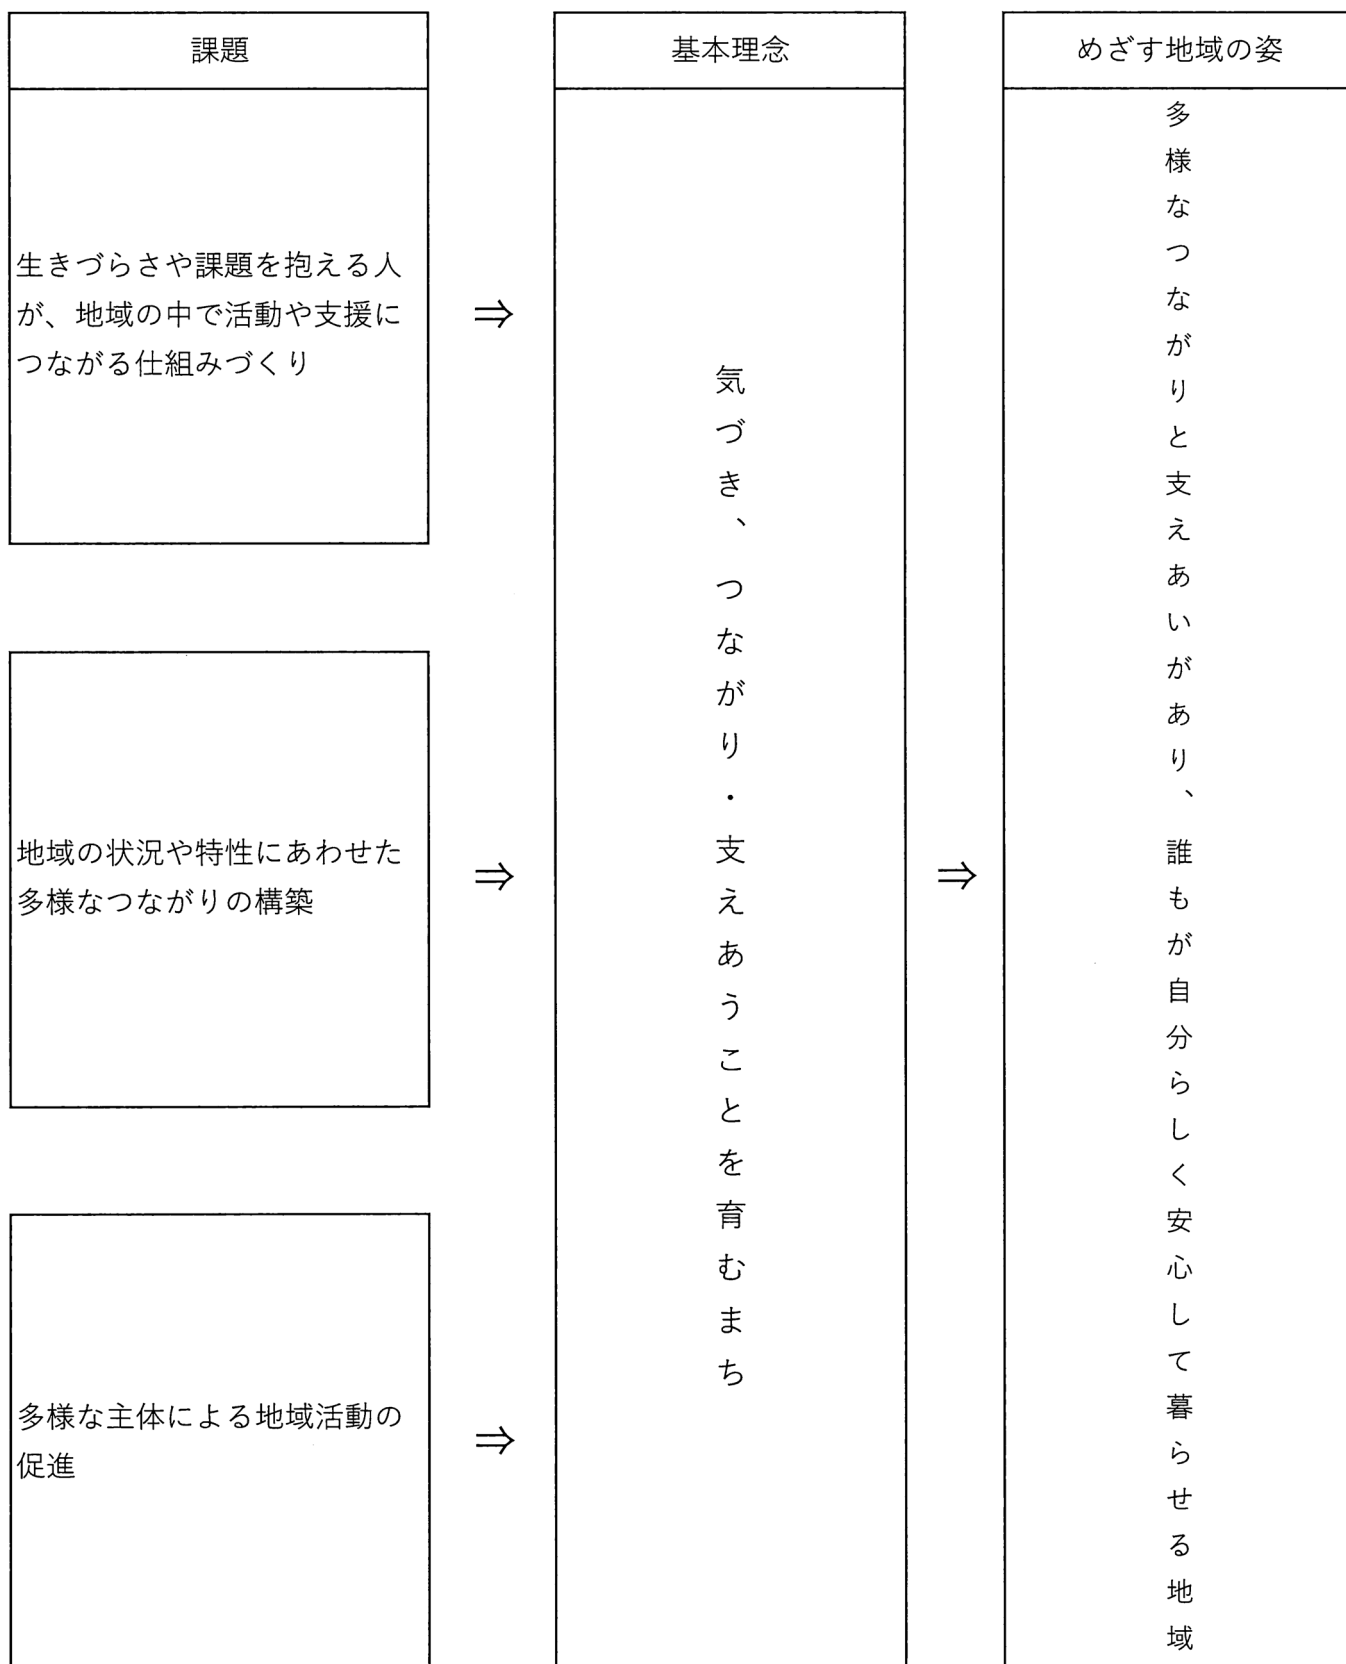 課題
生きづらさや課題を抱える人
が、地域の中で活動や支援に
つながる仕組みづくり
⇒
地域の状況や特性にあわせた
多様なつながりの構築
⇒
多様な主体による地域活動の
促進
⇒
基本理念
気づき、つながり・支えあうことを育むまち
⇒
めざす地域の姿
多様なつながりと支えあいがあり、誰もが自分らしく安心して暮らせる地域